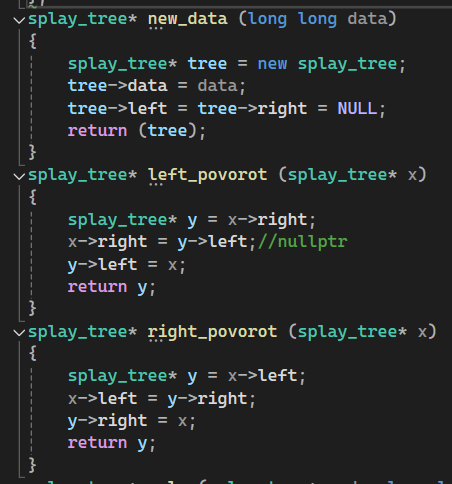 splay_tree* new_data (long long data)
{
    splay_tree* tree = new splay_tree;
    tree->data = data;
    tree->left = tree->right = NULL;
    return (tree);
}
splay_tree* left_povorot (splay_tree* x)
{
    splay_tree* y = x->right;
    x->right = y->left;//nullptr
    y->left = x;
    return y;
}
splay_tree* right_povorot (splay_tree* x)
{
    splay_tree* y = x->left;
    x->left = y->right;
    y->right = x;
    return y;
}